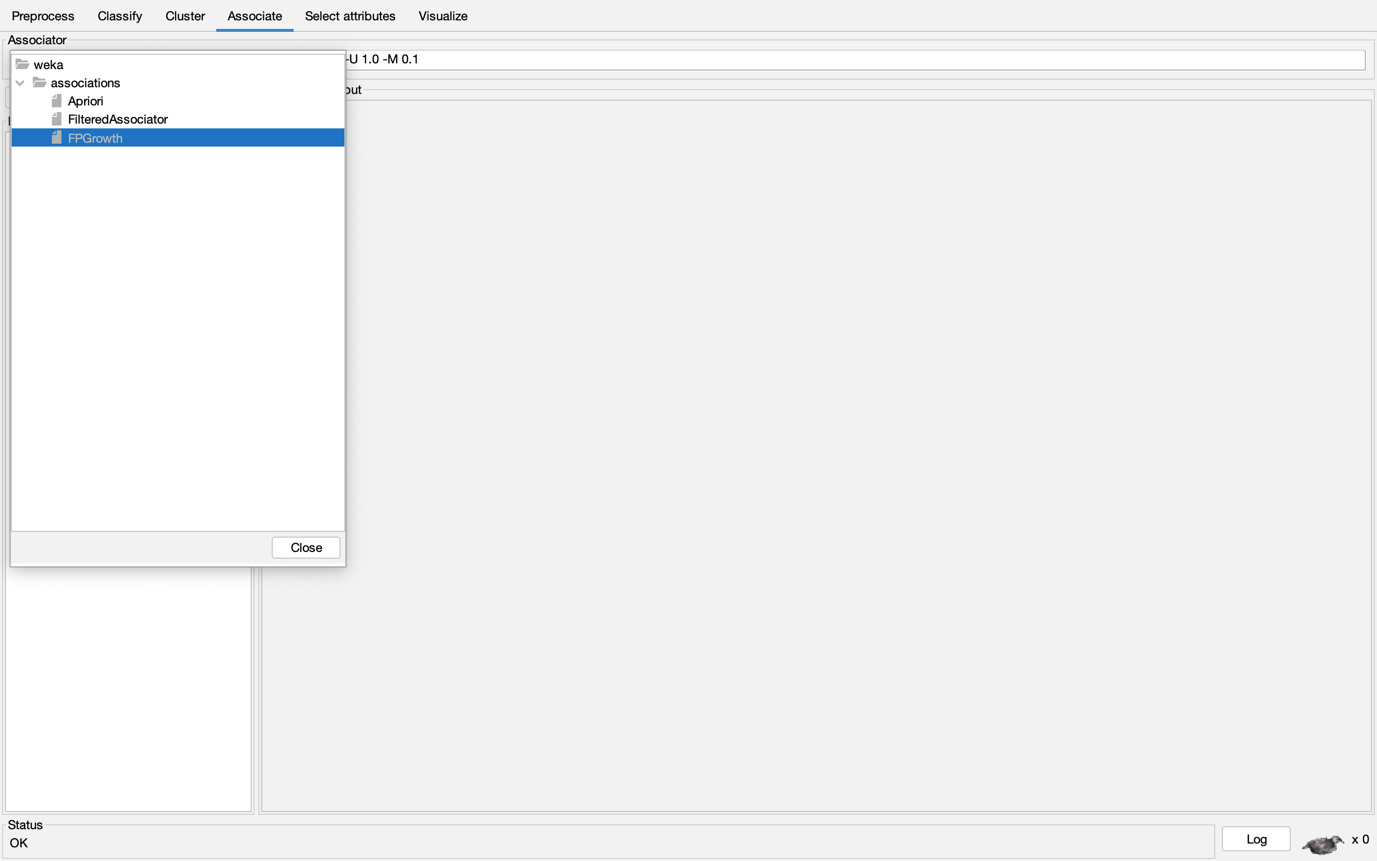 Preprocess Classify Cluster Associate Select attributes Visualize
Associator
-U 1.0 -M 0.1
weka
associations
Apriori
FilteredAssociator
FPGrowth
Close
Status
OK
Log
x 0